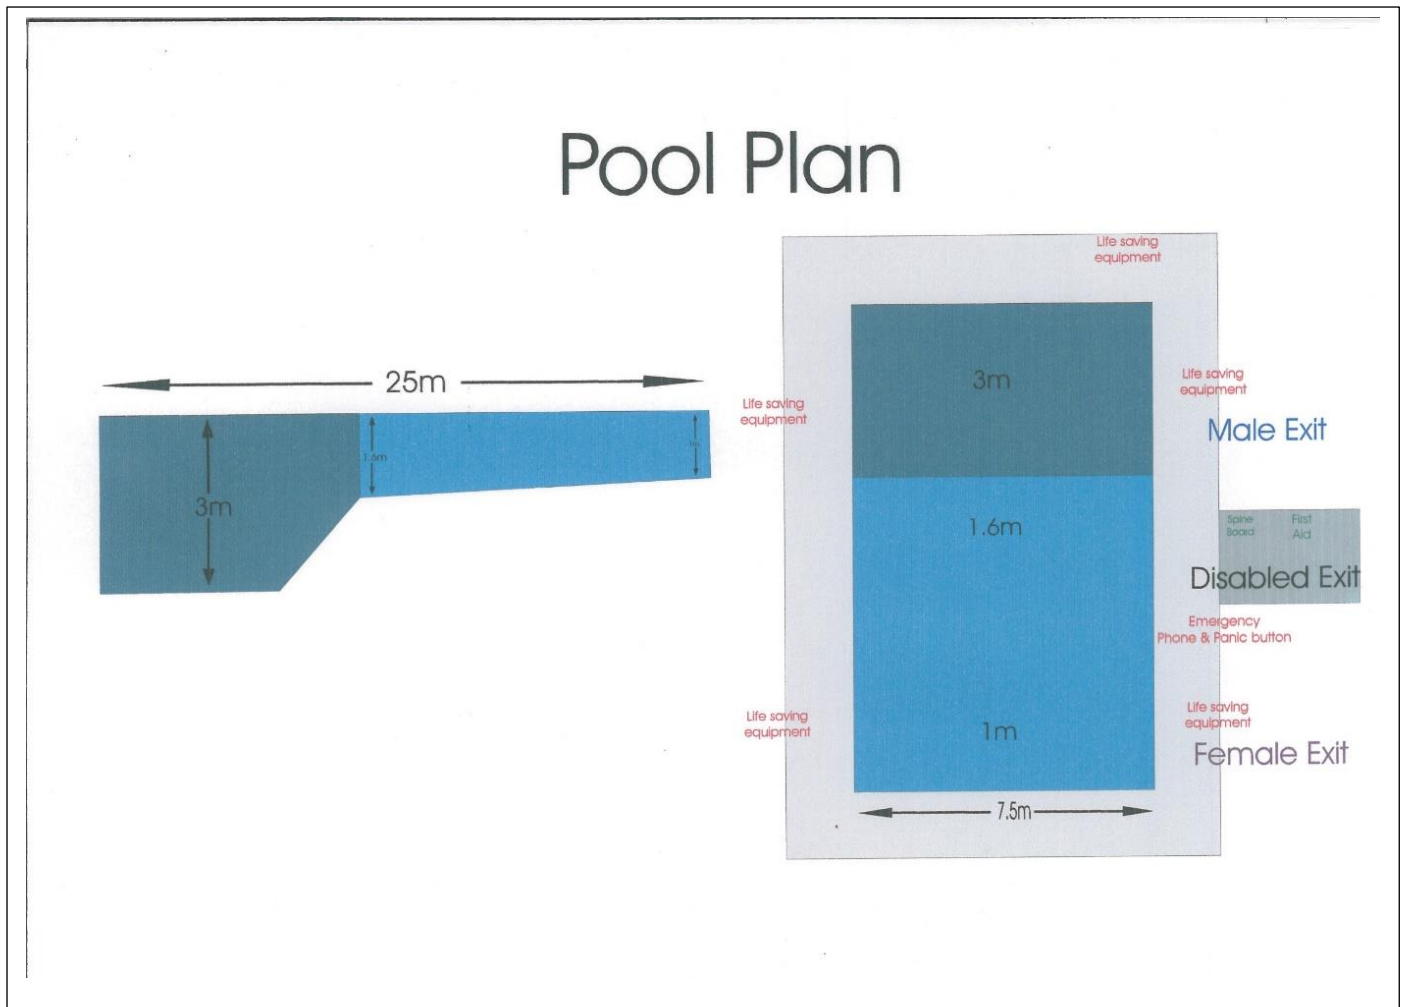 Pool Plan
25m
3m
1.6m
Life saving
equipment
Life saving
equipment
Life saving
equipment
3m
Male Exit
1.6m
Spine
Board
First
Aid
Disabled Exit
Emergency
Phone & Panic button
Life saving
equipment
1m
Life saving
equipment
Female Exit
7.5m